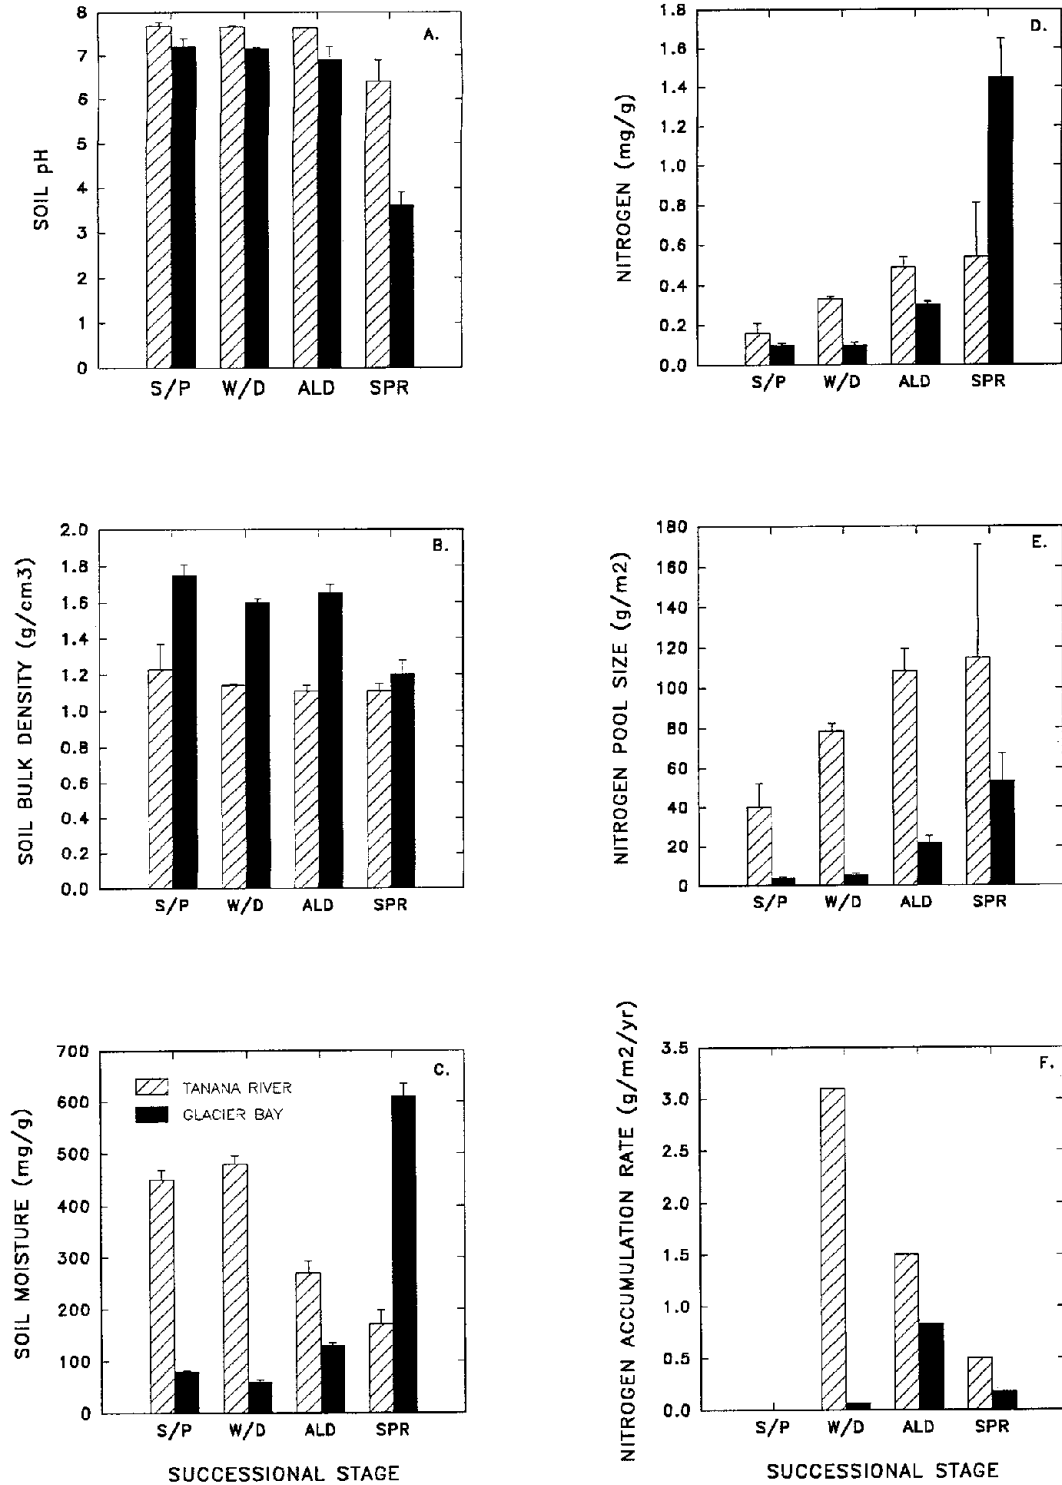 A.
SOIL pH
8
7
6
5
4
3
2
1
0
S/P W/D ALD SPR
D.
NITROGEN (mg/g)
1.8
1.6
1.4
1.2
1.0
0.8
0.6
0.4
0.2
0.0
S/P W/D ALD SPR
B.
SOIL BULK DENSITY (g/cm3)
2.0
1.8
1.6
1.4
1.2
1.0
0.8
0.6
0.4
0.2
0.0
S/P W/D ALD SPR
E.
NITROGEN POOL SIZE (g/m2)
180
160
140
120
100
80
60
40
20
0
S/P W/D ALD SPR
C.
SOIL MOISTURE (mg/g)
700
600
500
400
300
200
100
0
TANANA RIVER
GLACIER BAY
S/P W/D ALD SPR
SUCCESSIONAL STAGE
F.
NITROGEN ACCUMULATION RATE (g/m2/yr)
3.5
3.0
2.5
2.0
1.5
1.0
0.5
0.0
S/P W/D ALD SPR
SUCCESSIONAL STAGE